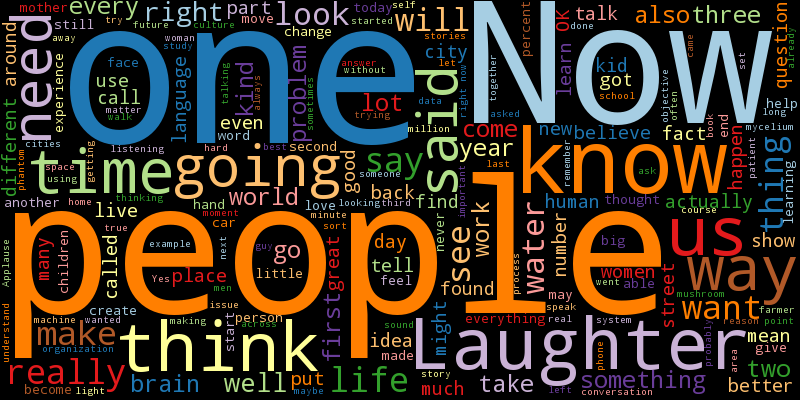 one
Now
people
know
Laughter
think
time
going
way
us
need
said
will
look
right
every
mother
try
future
culture
part
move
today
self
started
stories
still
away
woman
study
change
percent
OK
talk
done
also
three
question
already
came
set
around
experience
face
use
call
matter
walk
language
talking
kind
always
problem
sometimes
answer
without
trying
let
lot
city
data
million
right now
asked
together
learn
kid
got
school
objective
often
book
help
long
different
cities
listening
word
even
hard
best
second
say
come
year
new
believe
fact
end
mycelium
patient
happen
phantom
space
using
getting
thinking
world
good
someone
back
find
last
remember
ask
thing
learning
another
home
live
hand
love
looking
third
never
important
see
work
human
thought
actually
course
show
Applause
many
children
true
called
example
Yes
moment
car
next
guy
minute
sort
go
great
day
tell
feel
found
process
water
number
big
women
able
went
may
speak
real
everything
street
mushroom
farmer
place
men
little
understand
machine
wanted
create
issue
person
across
making
start
first
sound
might
idea
made
system
phone
want
reason
point
probably
area
mean
give
make
organization
really
become
light
brain
well
put
maybe
life
story
much
take
left
something
conversation
two
better